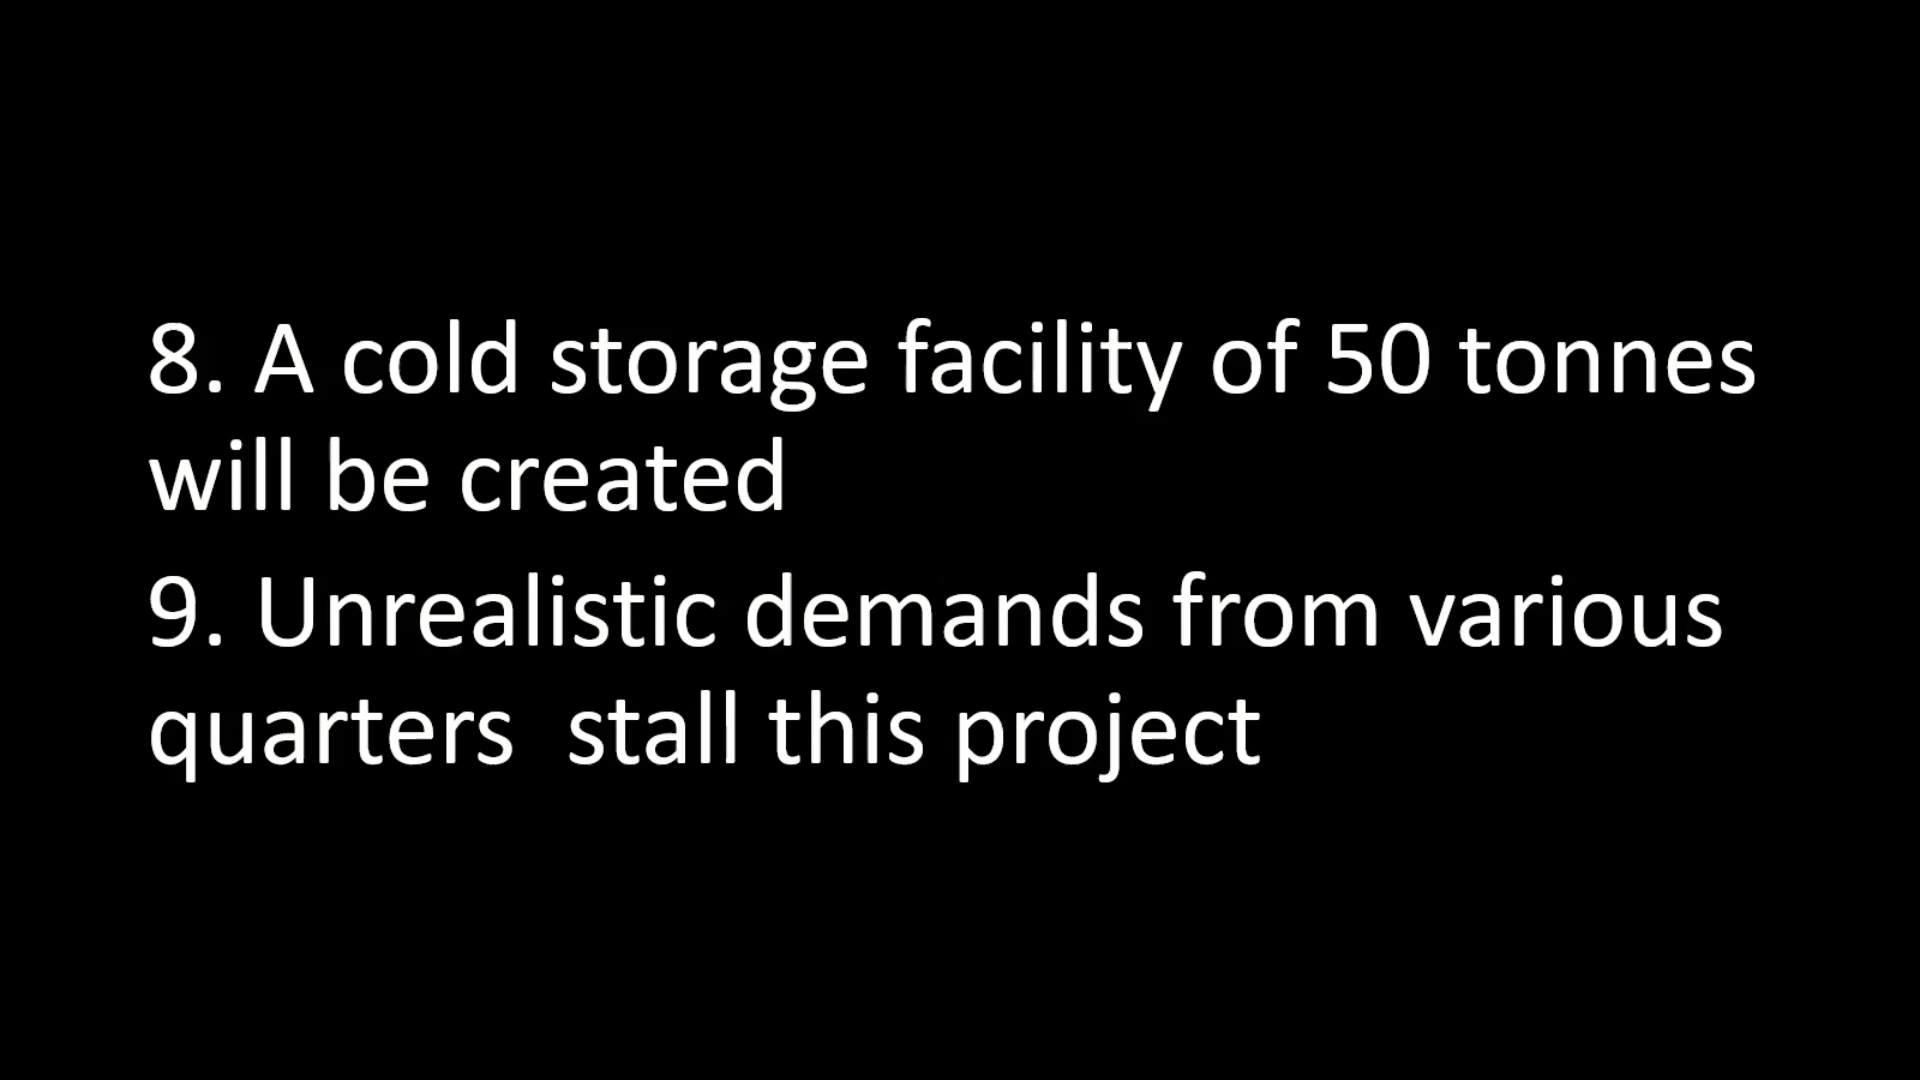 8. A cold storage facility of 50 tonnes
will be created
9. Unrealistic demands from various
quarters  stall this project